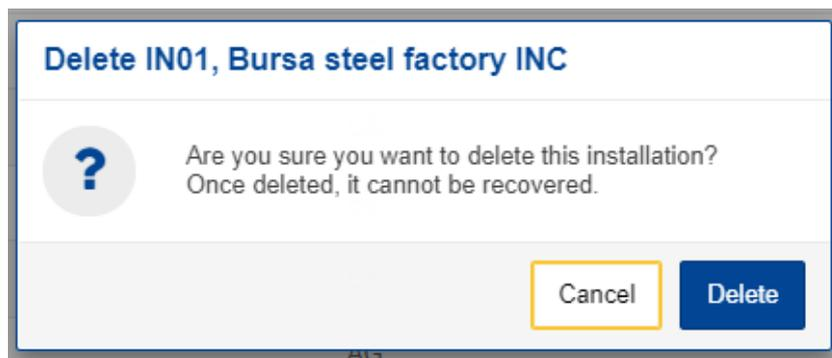 Delete IN01, Bursa steel factory INC
?
Are you sure you want to delete this installation?
Once deleted, it cannot be recovered.
Cancel
Delete